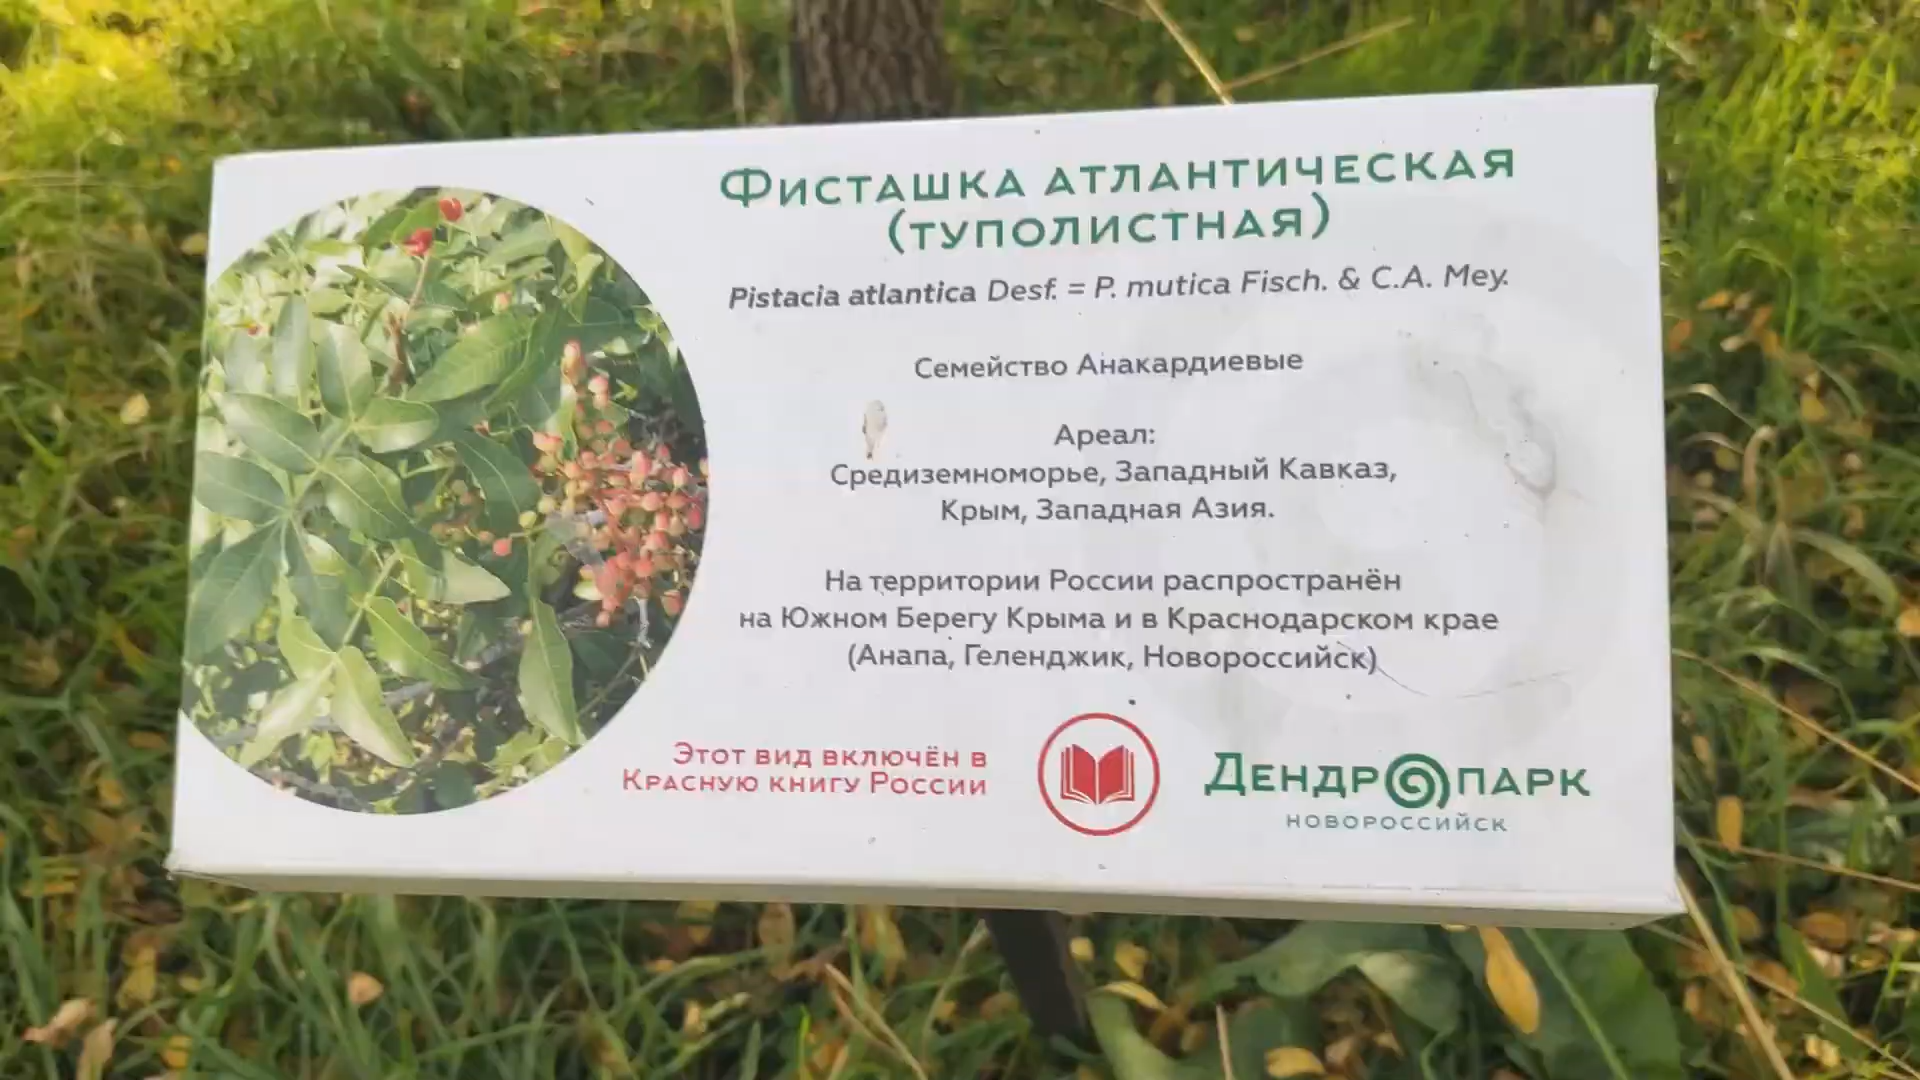 Фисташка атлантическая
(туполистная)
Pistacia atlantica Desf. = P. mutica Fisch. & C.A. Mey.
Семейство Анакардиевые
Ареал:
Средиземноморье, Западный Кавказ,
Крым, Западная Азия.
На территории России распространён
на Южном Берегу Крыма и в Краснодарском крае
(Анапа, Геленджик, Новороссийск)
Этот вид включён в
Красную книгу России
Дендропарк
Новороссийск